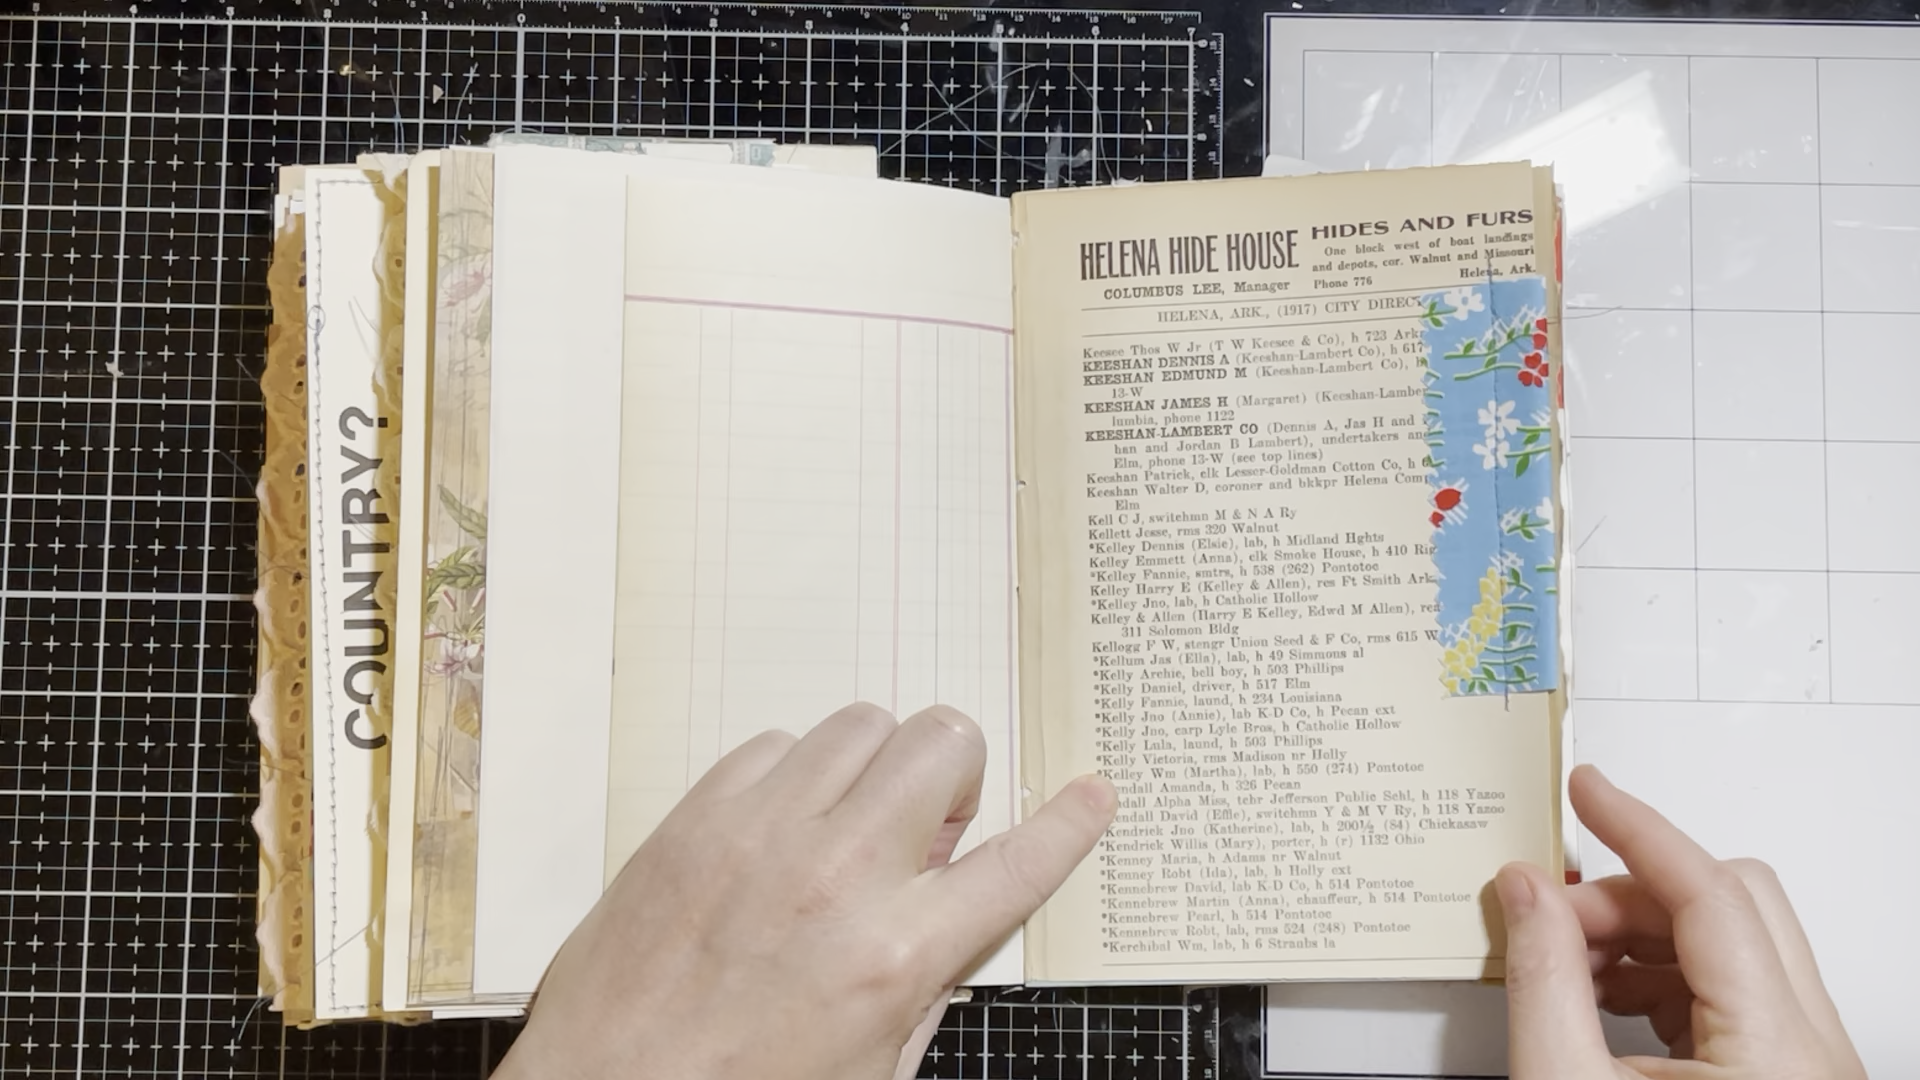 COUNTRY?
HELENA HIDE HOUSE
COLUMBUS LEE, Manager
HIDES AND FURS
One block west of boat landings
and depots, cor. Walnut and Missouri
Phone 776 Helena, Ark.
HELENA, ARK., (1917) CITY DIREC
Keesee Thos W Jr (T W Keesee & Co), h 723 Ark
KEESHAN DENNIS A (Keeshan-Lambert Co), h 617
KEESHAN EDMUND M (Keeshan-Lambert Co),
13-W
KEESHAN JAMES H (Margaret) (Keeshan-Lamber
lumbia, phone 1122
KEESHAN-LAMBERT CO (Dennis A, Jas H and
han and Jordan B Lambert), undertakers an
Elm, phone 13-W (see top lines)
Keeshan Patrick, clk Lesser-Goldman Cotton Co, h
Keeshan Walter D, coroner and bkkpr Helena Com
Elm
Kell C J, switchmn M & N A Ry
Kellett Jesse, rms 320 Walnut
*Kelley Dennis (Elsie), lab, h Midland Hghts
Kelley Emmett (Anna), clk Smoke House, h 410 Rig
*Kelley Fannie, smtrs, h 538 (262) Pontotoc
Kelley Harry E (Kelley & Allen), res Ft Smith Ark
*Kelley Jno, lab, h Catholic Hollow
Kelley & Allen (Harry E Kelley, Edwd M Allen), rea
311 Solomon Bldg
Kellogg F W, stengr Union Seed & F Co, rms 615 W
*Kellum Jas (Ella), lab, h 49 Simmons al
*Kelly Archie, bell boy, h 503 Phillips
*Kelly Daniel, driver, h 517 Elm
*Kelly Fannie, laund, h 234 Louisiana
*Kelly Jno (Annie), lab K-D Co, h Pecan ext
*Kelly Jno, carp Lyle Bros, h Catholic Hollow
*Kelly Lula, laund, h 503 Phillips
*Kelly Victoria, rms Madison nr Holly
*Kelley Wm (Martha), lab, h 550 (274) Pontotoc
ndall Amanda, h 326 Pecan
dall Alpha Miss, tchr Jefferson Public Schl, h 118 Yazoo
endall David (Effie), switchmn Y & M V Ry, h 118 Yazoo
*Kendrick Jno (Katherine), lab, h 200½ (84) Chickasaw
*Kendrick Willis (Mary), porter, h (r) 1132 Ohio
*Kenney Maria, h Adams nr Walnut
*Kenney Robt (Ida), lab, h Holly ext
*Kennebrew David, lab K-D Co, h 514 Pontotoc
*Kennebrew Martin (Anna), chauffeur, h 514 Pontotoc
*Kennebrew Pearl, h 514 Pontotoc
*Kennebrew Robt, lab, rms 524 (248) Pontotoc
*Kerchibal Wm, lab, h 6 Straubs la